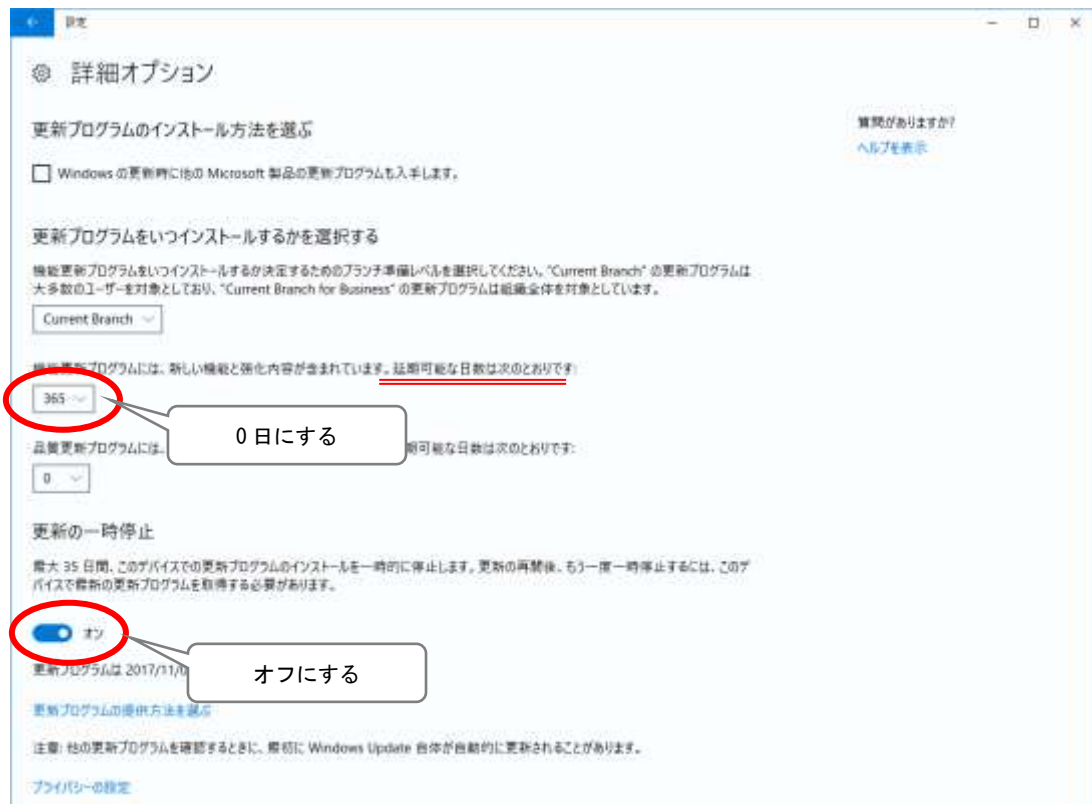 設定
詳細オプション
更新プログラムのインストール方法を選ぶ
質問がありますか?
ヘルプを表示
Windows の更新時に他の Microsoft 製品の更新プログラムも入手します。
更新プログラムをいつインストールするかを選択する
機能更新プログラムをいつインストールするか決定するためのブランチ準備レベルを選択してください。"Current Branch" の更新プログラムは
大多数のユーザーを対象としており、"Current Branch for Business" の更新プログラムは組織全体を対象としています。
Current Branch
機能更新プログラムには、新しい機能と強化内容が含まれています。延期可能な日数は次のとおりです:
365
0日にする
品質更新プログラムには、 期可能な日数は次のとおりです:
0
更新の一時停止
最大 35 日間、このデバイスでの更新プログラムのインストールを一時的に停止します。更新の再開後、もう一度一時停止するには、このデ
バイスで最新の更新プログラムを取得する必要があります。
オン
更新プログラムは 2017/11/0
オフにする
更新プログラムの提供方法を選ぶ
注意: 他の更新プログラムを確認するときに、最初に Windows Update 自体が自動的に更新されることがあります。
プライバシーの設定